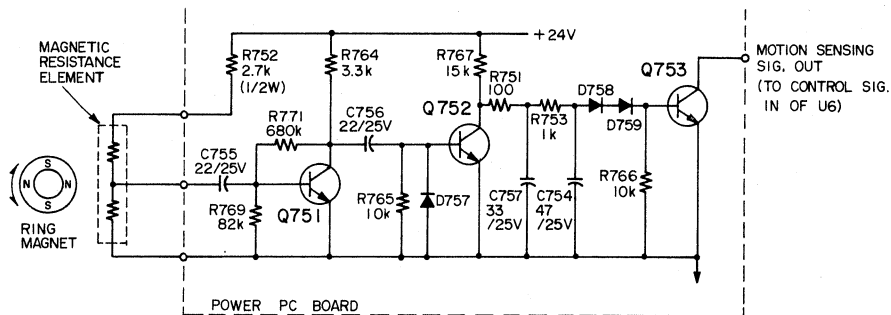 MAGNETIC
RESISTANCE
ELEMENT
R752
2.7k
(1/2W)
R764
3.3k
R767
15k
+24V
R751
100
D758
Q753
MOTION SENSING
SIG. OUT
(TO CONTROL SIG.
IN OF U6)
R771
680k
C756
22/25V
Q752
R753
1k
D759
C755
22/25V
S
N
N
S
RING
MAGNET
R769
82k
Q751
R765
10k
D757
C757
33
/25V
C754
47
/25V
R766
10k
POWER PC BOARD